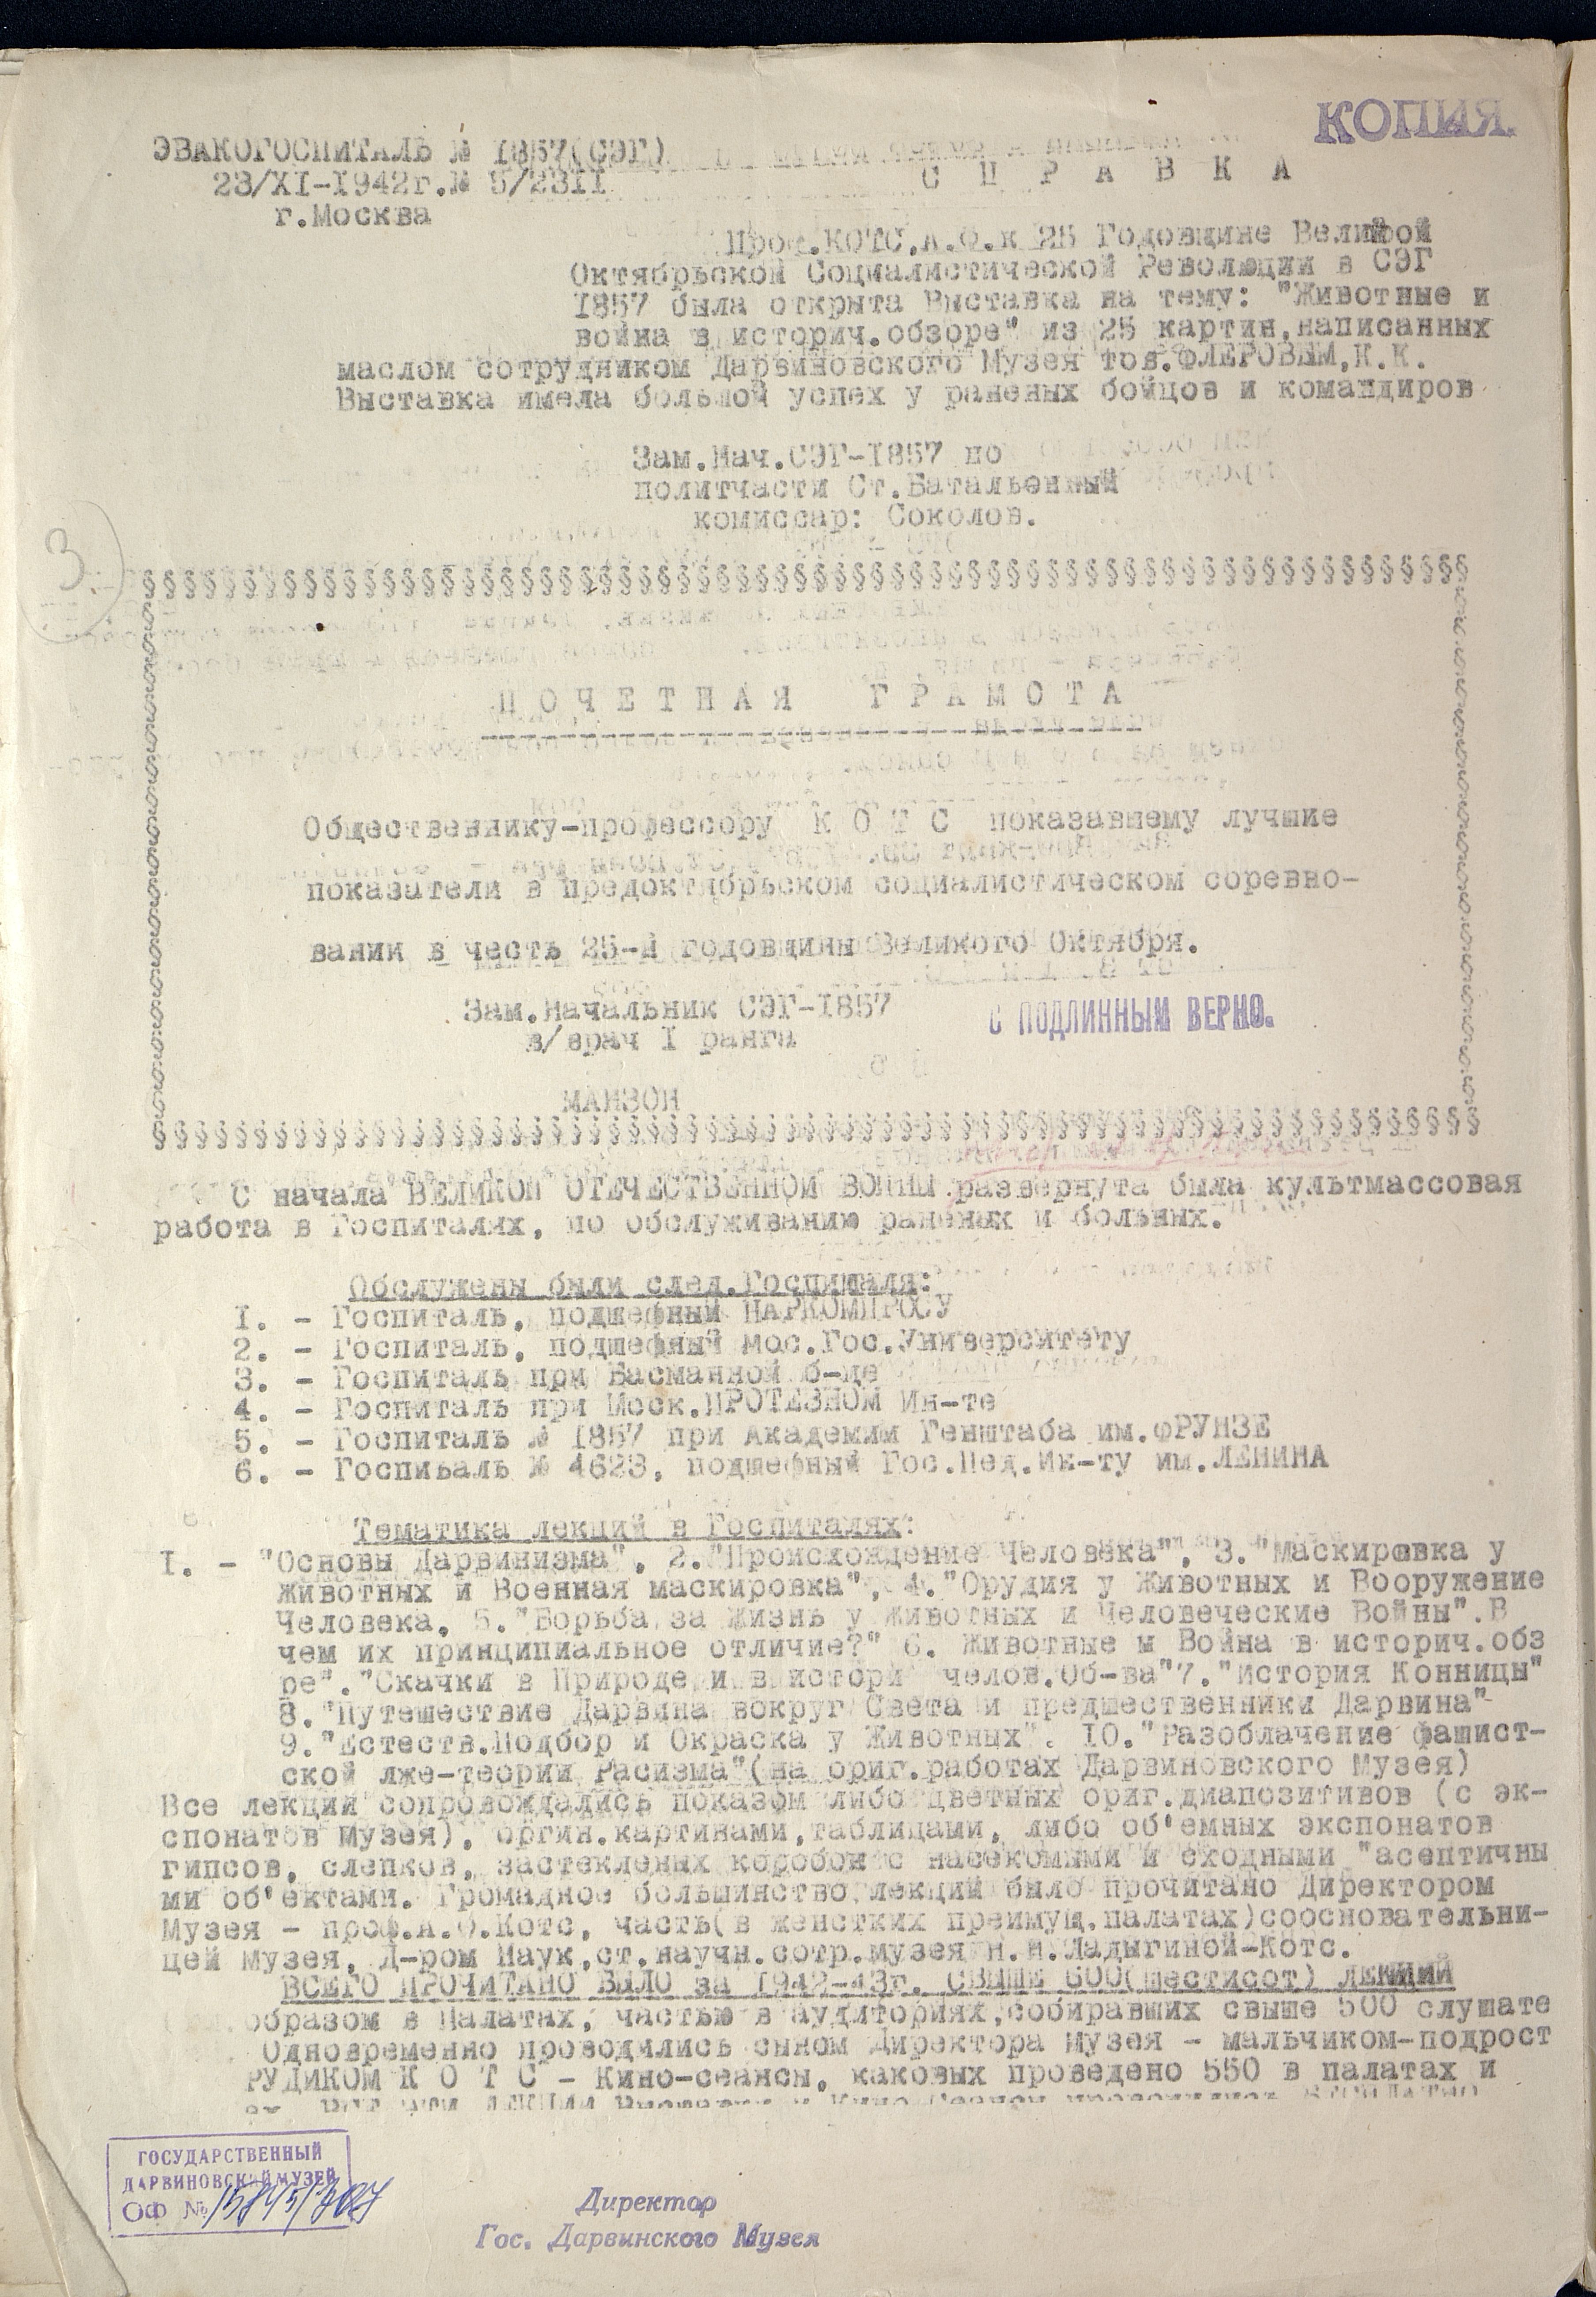 КОПИЯ.
ЭВАКОГОСПИТАЛЬ № 1857(СЭГ)
С П Р А В К А
23/XI-1942г.№ 5/2311
г.Москва
Проф.КОТС,А.Ф.к 25 Годовщине Великой
Октябрьской Социалистической Революции в СЭГ
1857 была открыта Выставка на тему: "Животные и
война в историч.обзоре" из 25 картин,написанных
маслом сотрудником Дарвиновского Музея тов.ФЛЕРОВЫМ,К.К.
Выставка имела большой успех у раненых бойцов и командиров
Зам.Нач.СЭГ-1857 по
политчасти Ст.Батальонный
комиссар: Соколов.
3
П О Ч Е Т Н А Я Г Р А М О Т А
Общественнику-профессору К О Т С показавшему лучшие
показатели в предоктябрьском социалистическом соревно-
вании в честь 25-й годовщины Великого Октября.
Зам.Начальник СЭГ-1857
в/врач I ранга
С ПОДЛИННЫМ ВЕРНО.
МАНЗОН
С начала ВЕЛИКОЙ ОТЕЧЕСТВЕННОЙ ВОЙНЫ развернута была культмассовая
работа в Госпиталях, по обслуживанию раненых и больных.
Обслужены были след.Госпиталя:
1. - Госпиталь, подшефный НАРКОМПРОСУ
2. - Госпиталь, подшефный Мос.Гос.Университету
3. - Госпиталь при Басманной б-це
4. - Госпиталь при Моск.ПРОТЕЗНОМ Ин-те
5. - Госпиталь № 1857 при Академии Генштаба им.ФРУНЗЕ
6. - Госпиьаль № 4623, подшефный Гос.Пед.Ин-ту им.ЛЕНИНА
Тематика лекций в Госпиталях:
I. - "Основы Дарвинизма", 2."Происхождение Человека", 3."Маскировка у
Животных и Военная маскировка", 4."Орудия у Животных и Вооружение
Человека, 5."Борьба за Жизнь у Животных и Человеческие Войны".В
чем их принципиальное отличие?" 6. Животные и Война в историч.обз
ре"."Скачки в Природе и в истори челов.Об-ва"7."История Конницы"
8."Путешествие Дарвина вокруг Света и предшественники Дарвина"
9."Естеств.Подбор и Окраска у Животных". 10."Разоблачение фашист-
ской лже-теории Расизма"(на ориг.работах Дарвиновского Музея)
Все лекции сопровождались показом либо цветных ориг.диапозитивов (с эк-
спонатов Музея), оргин.картинами,таблицами, либо об'емных экспонатов
гипсов, слепков, застекленых коробок с насекомыми и сходными "асептичны
ми об'ектами. Громадное большинство лекций было прочитано Директором
Музея - проф.А.Ф.Котс, часть(в женстких преимущ.палатах)соосновательни-
цей Музея, Д-ром Наук,ст.научн.сотр.музея Н.Н.Ладыгиной-Котс.
ВСЕГО ПРОЧИТАНО БЫЛО за 1942-43г. СВЫШЕ 600(шестисот) ЛЕКЦИЙ
образом в Палатах, частью в аудиториях,собиравших свыше 500 слушате
Одновременно проводились сыном Директора Музея - мальчиком-подрост
РУДИКОМ К О Т С - Кино-сеансы, каковых проведено 550 в палатах и
ГОСУДАРСТВЕННЫЙ
ДАРВИНОВСКИЙ МУЗЕЙ
ОФ №
Директор
Гос. Дарвинского Музея